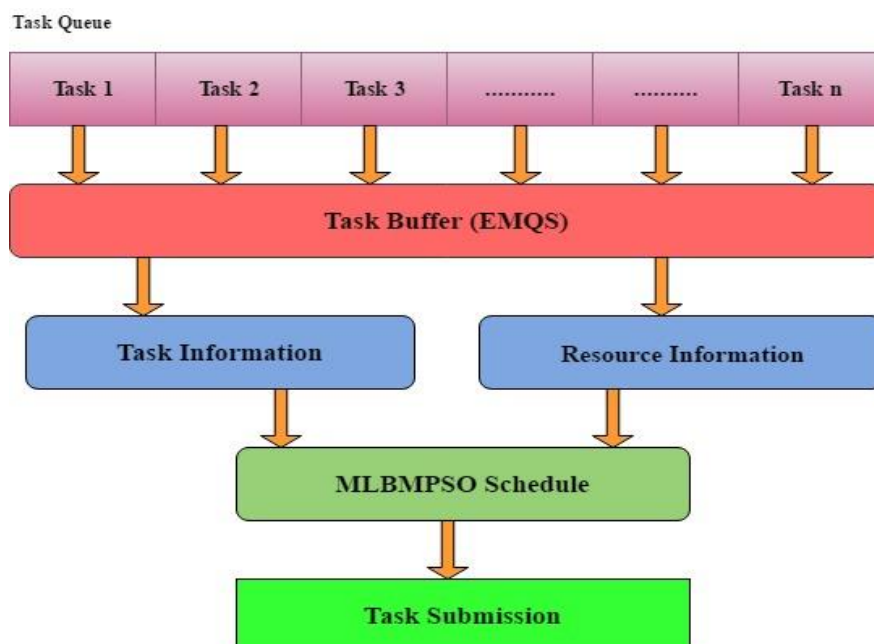 Task Queue
Task 1 Task 2 Task 3 ........... .......... Task n
Task Buffer (EMQS)
Task Information Resource Information
MLBMPSO Schedule
Task Submission